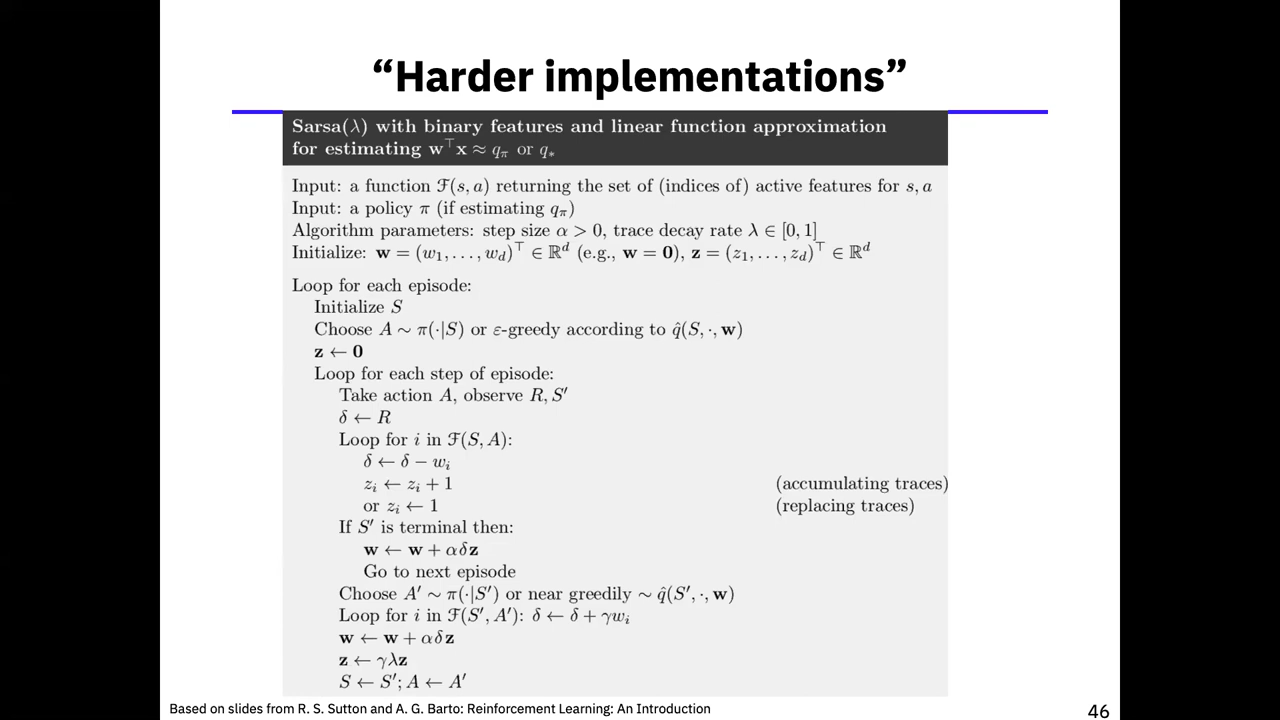 “Harder implementations”
Sarsa(λ) with binary features and linear function approximation
for estimating w⊤x ≈ qπ or q*
Input: a function ℱ(s, a) returning the set of (indices of) active features for s, a
Input: a policy π (if estimating qπ)
Algorithm parameters: step size α > 0, trace decay rate λ ∈ [0, 1]
Initialize: w = (w1, . . . , wd)⊤ ∈ ℝd (e.g., w = 0), z = (z1, . . . , zd)⊤ ∈ ℝd
Loop for each episode:
Initialize S
Choose A ∼ π(·|S) or ε-greedy according to q̂(S, ·, w)
z ← 0
Loop for each step of episode:
Take action A, observe R, S′
δ ← R
Loop for i in ℱ(S, A):
δ ← δ − wi
zi ← zi + 1 (accumulating traces)
or zi ← 1 (replacing traces)
If S′ is terminal then:
w ← w + αδz
Go to next episode
Choose A′ ∼ π(·|S′) or near greedily ∼ q̂(S′, ·, w)
Loop for i in ℱ(S′, A′): δ ← δ + γwi
w ← w + αδz
z ← γλz
S ← S′; A ← A′
Based on slides from R. S. Sutton and A. G. Barto: Reinforcement Learning: An Introduction
46